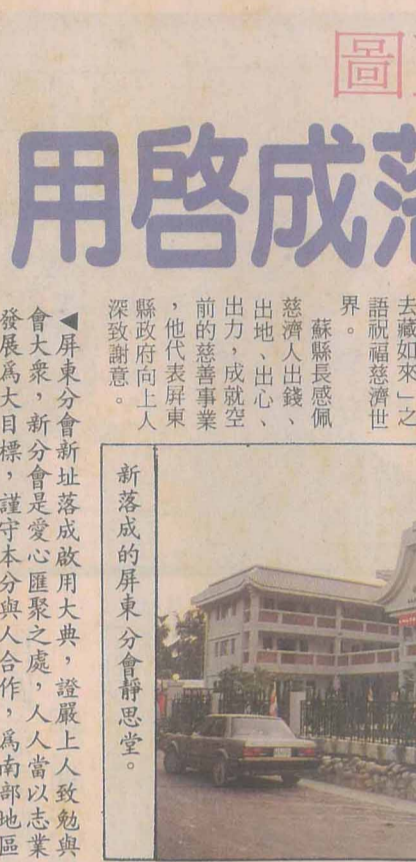 圖
用啓成落
去藏如來」之
語祝福慈濟世
界。
蘇縣長感佩
慈濟人出錢、
出地、出心、
出力，成就空
前的慈善事業
，他代表屏東
縣政府向上人
深致謝意。
新落成的屏東分會靜思堂。
◀屏東分會新址落成啟用大典，證嚴上人致勉與
會大衆，新分會是愛心匯聚之處，人人當以志業
發展爲大目標，謹守本分與人合作，爲南部地區